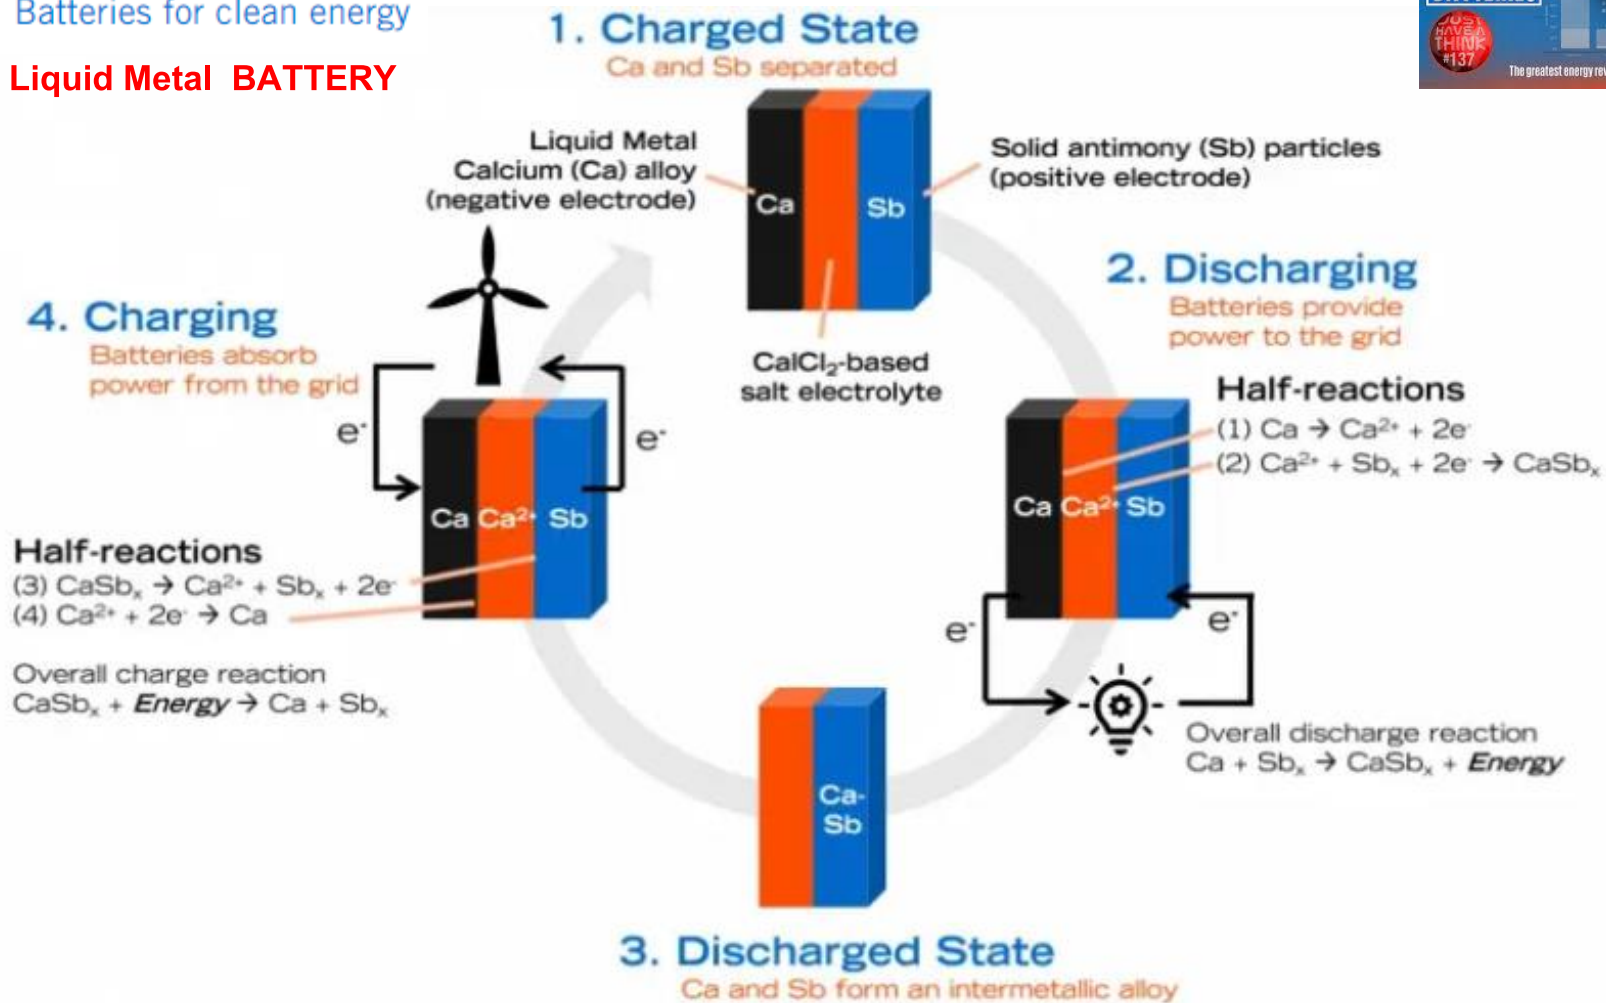 Batteries for clean energy
Liquid Metal BATTERY
1. Charged State
Ca and Sb separated
JUST
HAVE A
THINK
#137
The greatest energy
Liquid Metal
Calcium (Ca) alloy
(negative electrode)
Solid antimony (Sb) particles
(positive electrode)
Ca
Sb
CalCl₂-based
salt electrolyte
2. Discharging
Batteries provide
power to the grid
Half-reactions
(1) Ca → Ca²⁺ + 2e⁻
(2) Ca²⁺ + Sbₓ + 2e⁻ → CaSbₓ
Ca Ca²⁺ Sb
e⁻
e⁻
Overall discharge reaction
Ca + Sbₓ → CaSbₓ + Energy
Ca-
Sb
3. Discharged State
Ca and Sb form an intermetallic alloy
4. Charging
Batteries absorb
power from the grid
e⁻
e⁻
Ca Ca²⁺ Sb
Half-reactions
(3) CaSbₓ → Ca²⁺ + Sbₓ + 2e⁻
(4) Ca²⁺ + 2e⁻ → Ca
Overall charge reaction
CaSbₓ + Energy → Ca + Sbₓ